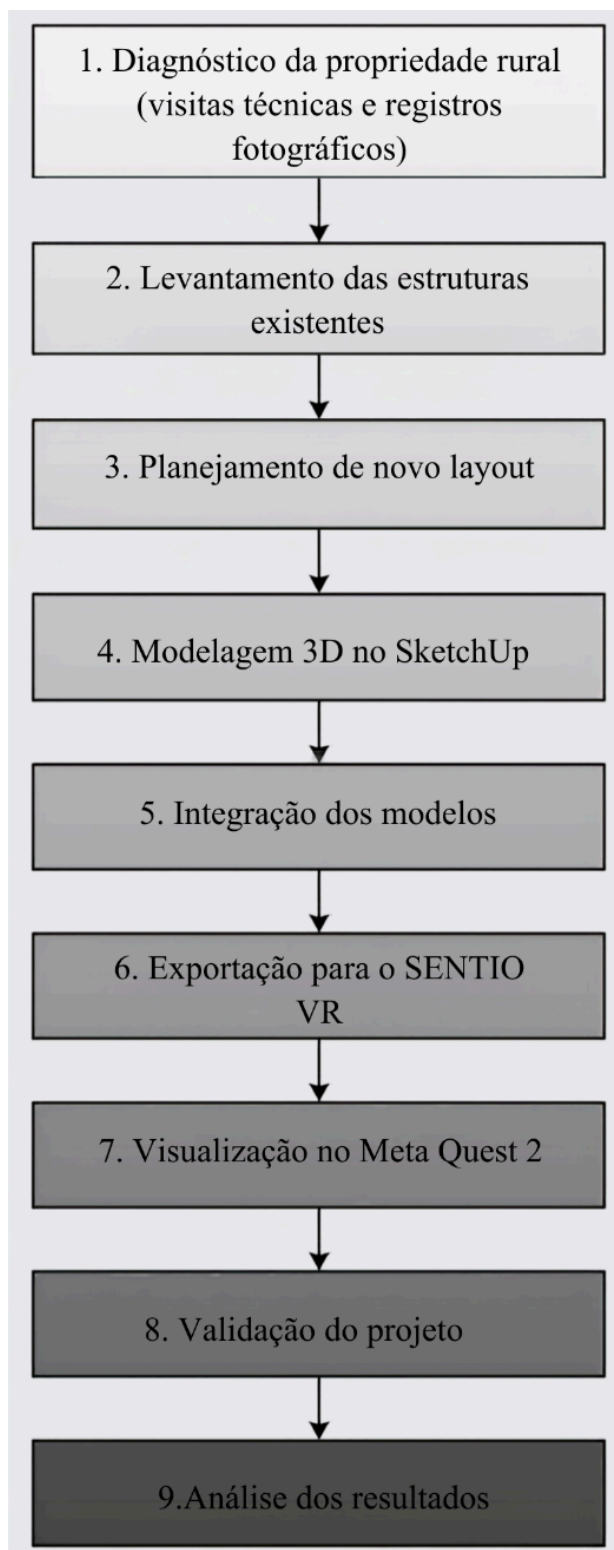 1. Diagnóstico da propriedade rural
(visitas técnicas e registros
fotográficos)
2. Levantamento das estruturas
existentes
3. Planejamento de novo layout
4. Modelagem 3D no SketchUp
5. Integração dos modelos
6. Exportação para o SENTIO
VR
7. Visualização no Meta Quest 2
8. Validação do projeto
9.Análise dos resultados